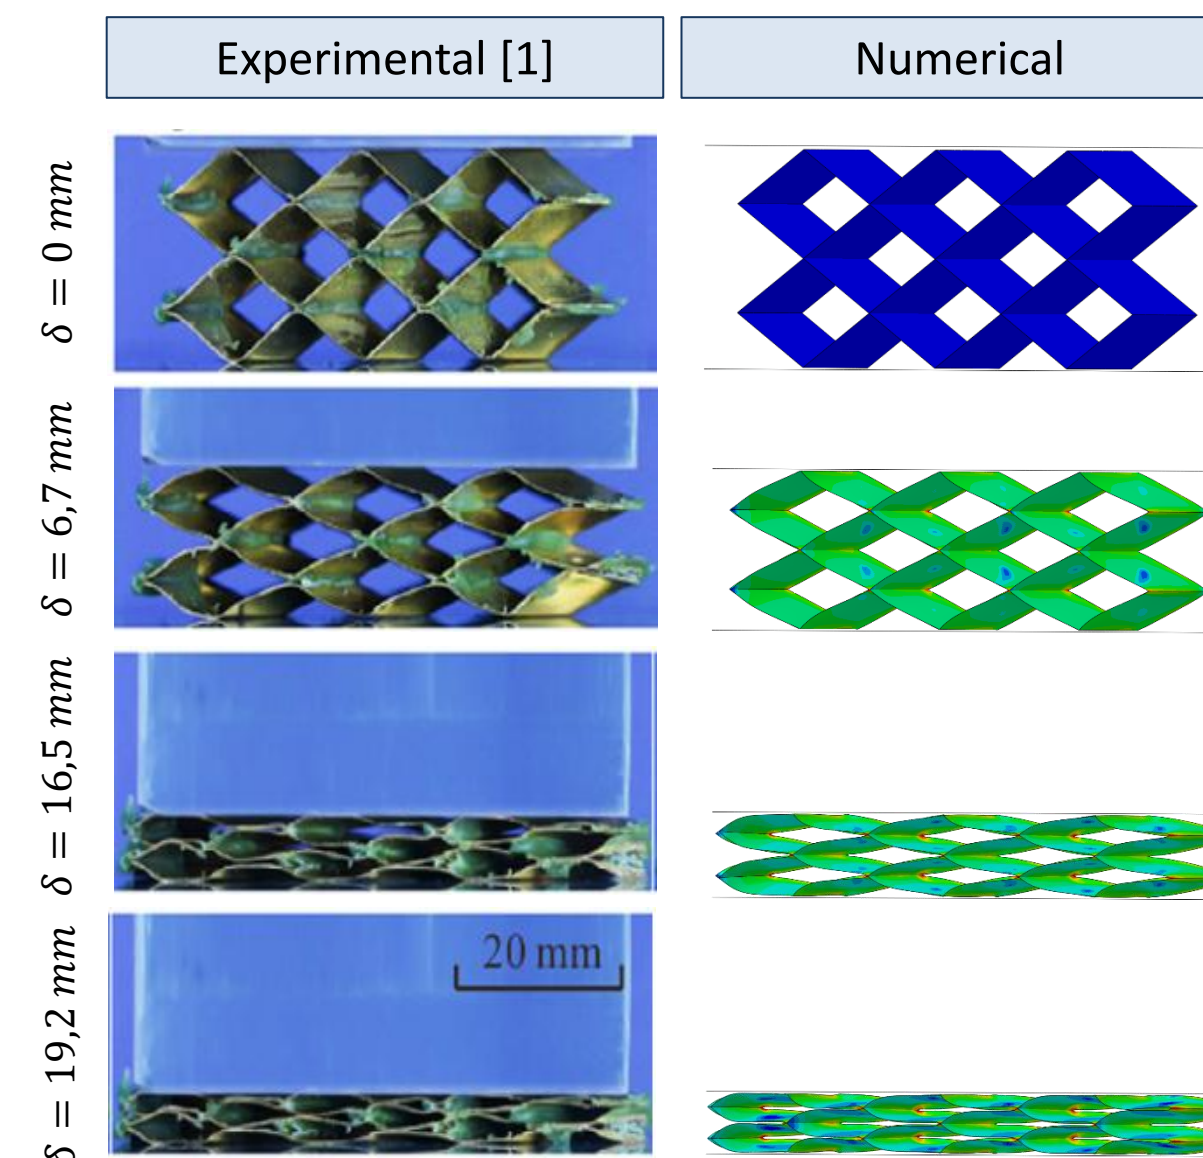 Experimental [1]
Numerical
δ = 0 mm
δ = 6,7 mm
δ = 16,5 mm
δ = 19,2 mm
20 mm